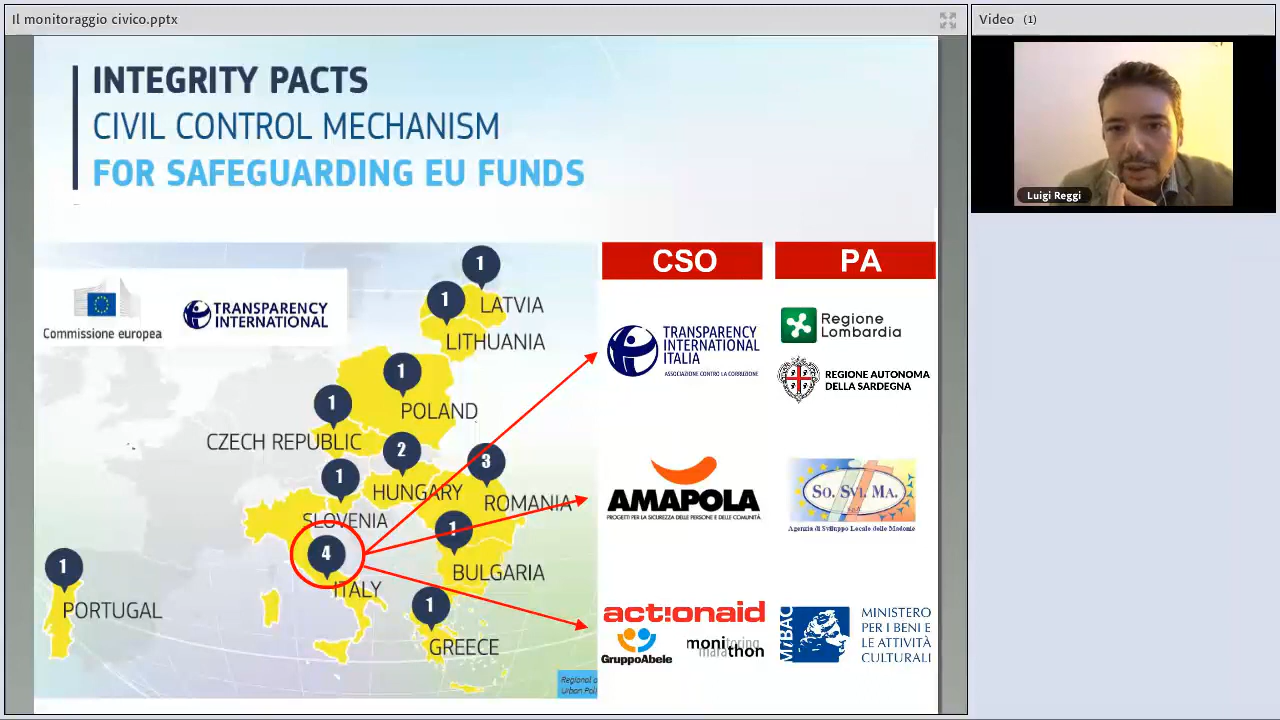 Il monitoraggio civico.pptx
Video (1)
INTEGRITY PACTS
CIVIL CONTROL MECHANISM
FOR SAFEGUARDING EU FUNDS
Luigi Reggi
Commissione europea
TRANSPARENCY
INTERNATIONAL
1
LATVIA
1
LITHUANIA
1
POLAND
1
CZECH REPUBLIC
2
HUNGARY
3
ROMANIA
1
SLOVENIA
1
BULGARIA
4
ITALY
1
PORTUGAL
1
GREECE
Regional
Urban Poli
CSO
PA
TRANSPARENCY
INTERNATIONAL
ITALIA
ASSOCIAZIONE CONTRO LA CORRUZIONE
Regione
Lombardia
REGIONE AUTONOMA
DELLA SARDEGNA
AMAPOLA
PROGETTI PER LA SICUREZZA DELLE PERSONE E DELLE COMUNITÀ
SO. SVI. MA.
Agenzia di Sviluppo Locale delle Madonie
act!onaid
GruppoAbele
monitoring
marathon
MiBAC
MINISTERO
PER I BENI E
LE ATTIVITÀ
CULTURALI